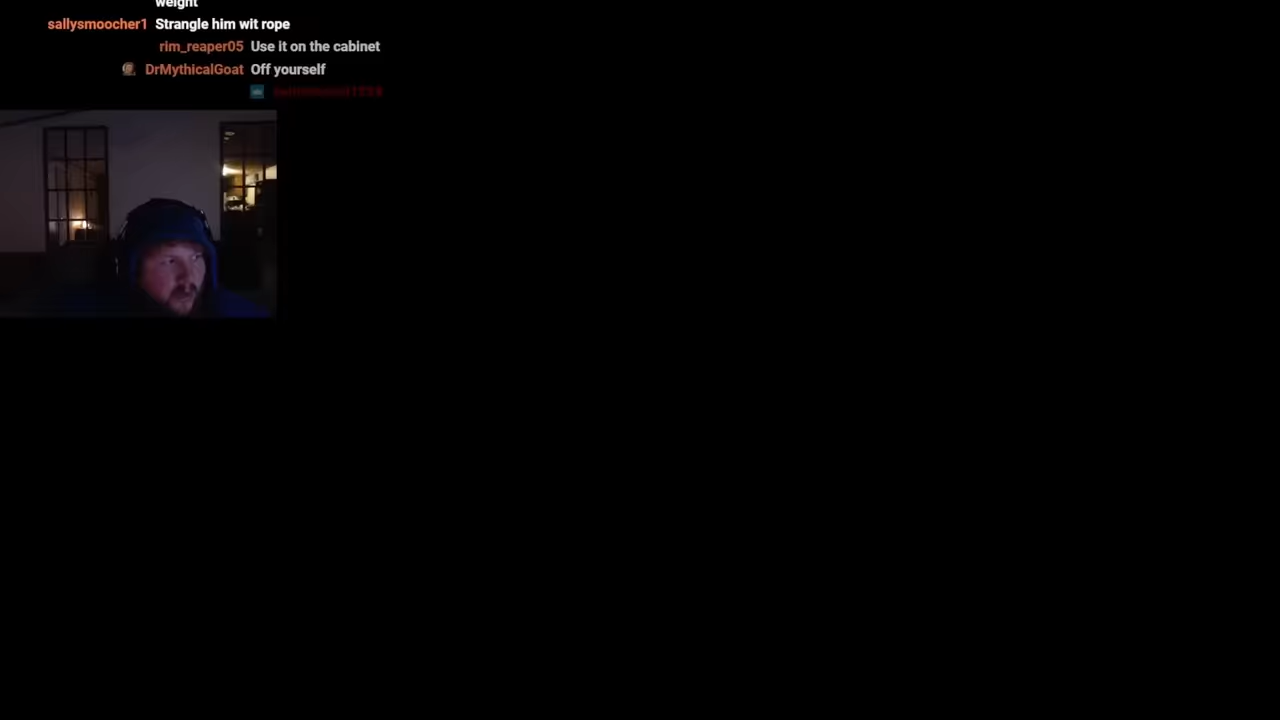 weight
sallysmoocher1 Strangle him wit rope
rim_reaper05 Use it on the cabinet
DrMythicalGoat Off yourself